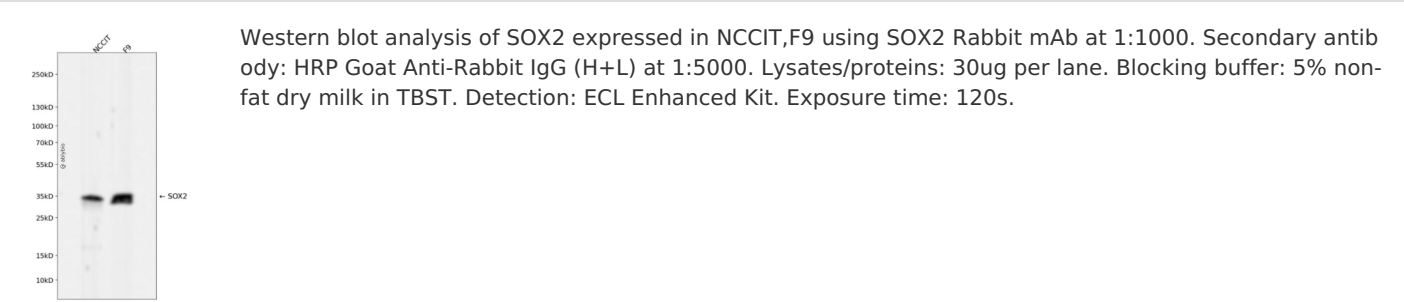 NCCIT
F9
250kD
130kD
100kD
70kD
55kD
35kD
25kD
15kD
10kD
@ abybio
← SOX2
Western blot analysis of SOX2 expressed in NCCIT,F9 using SOX2 Rabbit mAb at 1:1000. Secondary antib
ody: HRP Goat Anti-Rabbit IgG (H+L) at 1:5000. Lysates/proteins: 30ug per lane. Blocking buffer: 5% non-
fat dry milk in TBST. Detection: ECL Enhanced Kit. Exposure time: 120s.